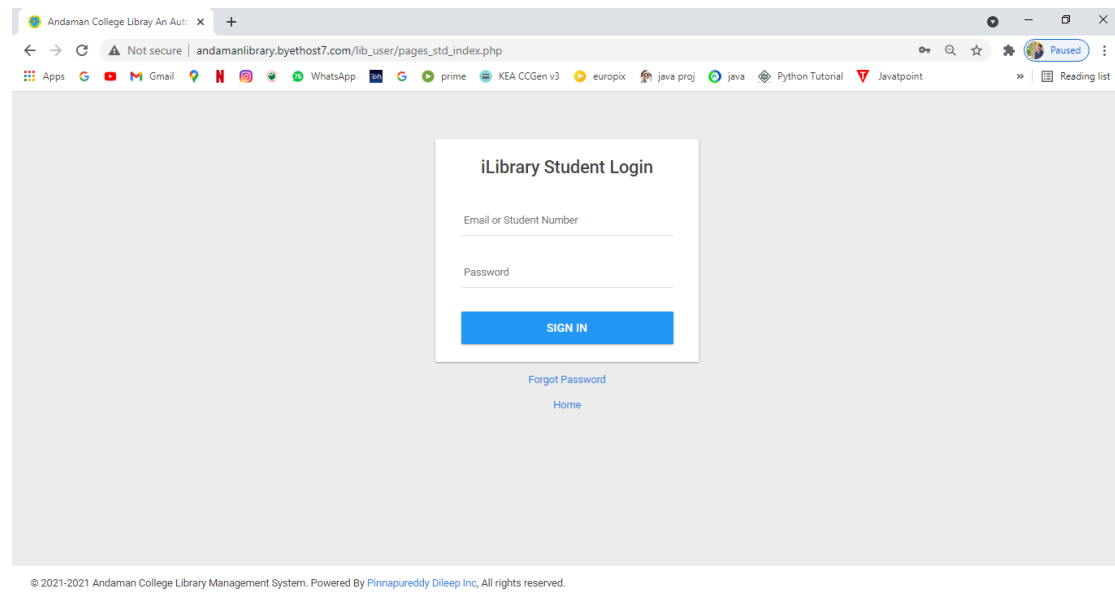 Andaman College Libray An Auto
Not secure | andamanlibrary.byethost7.com/lib_user/pages_std_index.php
Paused
Apps
Gmail
WhatsApp
prime
KEA CCGen v3
europix
java proj
java
Python Tutorial
Javatpoint
»
Reading list
iLibrary Student Login
Email or Student Number
Password
SIGN IN
Forgot Password
Home
© 2021-2021 Andaman College Library Management System. Powered By Pinnapureddy Dileep Inc, All rights reserved.